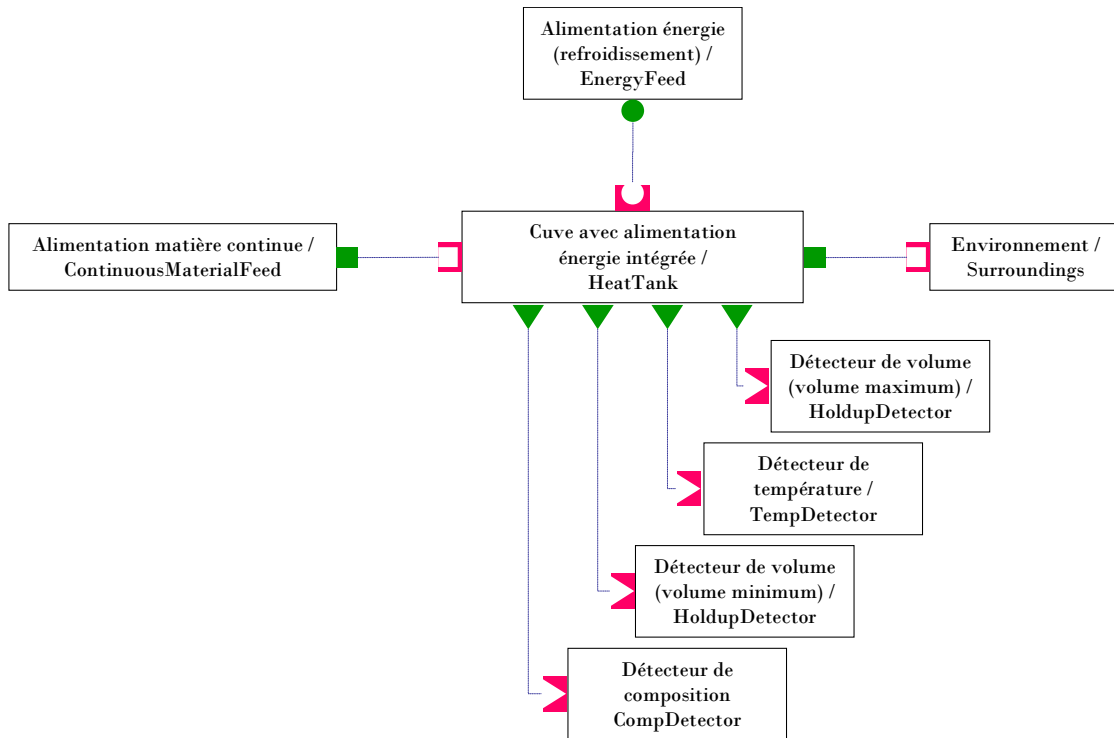 Alimentation énergie
(refroidissement) /
EnergyFeed
Alimentation matière continue /
ContinuousMaterialFeed
Cuve avec alimentation
énergie intégrée /
HeatTank
Environnement /
Surroundings
Détecteur de volume
(volume maximum) /
HoldupDetector
Détecteur de
température /
TempDetector
Détecteur de volume
(volume minimum) /
HoldupDetector
Détecteur de
composition
CompDetector